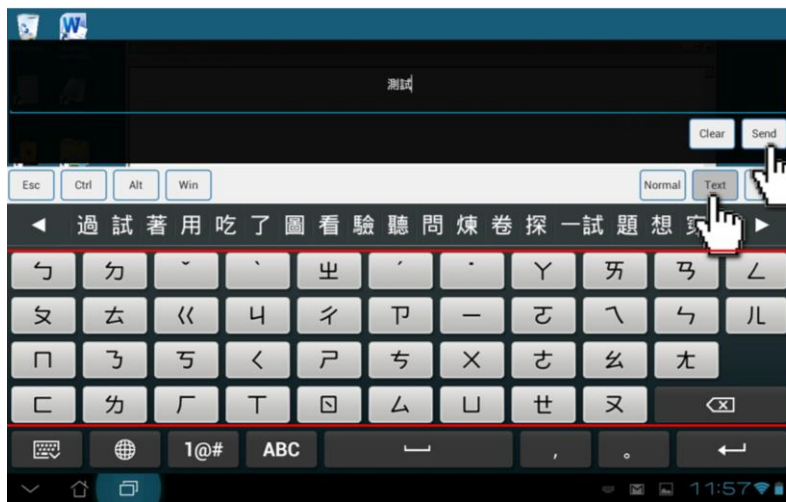 W
測試
Clear Send
Esc Ctrl Alt Win Normal Text
過 試 著 用 吃 了 圖 看 驗 聽 問 煉 卷 探 一試 題 想
ㄅ ㄉ ˇ ˋ ㄓ ˊ ˙ ㄚ ㄞ ㄢ ㄥ
ㄆ ㄊ ㄍ ㄐ ㄔ ㄗ ㄧ ㄛ ㄟ ㄣ ㄦ
ㄇ ㄋ ㄎ ㄑ ㄕ ㄘ ㄨ ㄜ ㄠ ㄤ
ㄈ ㄌ ㄏ ㄒ ㄖ ㄙ ㄩ ㄝ ㄡ
1@# ABC , 。
11:57